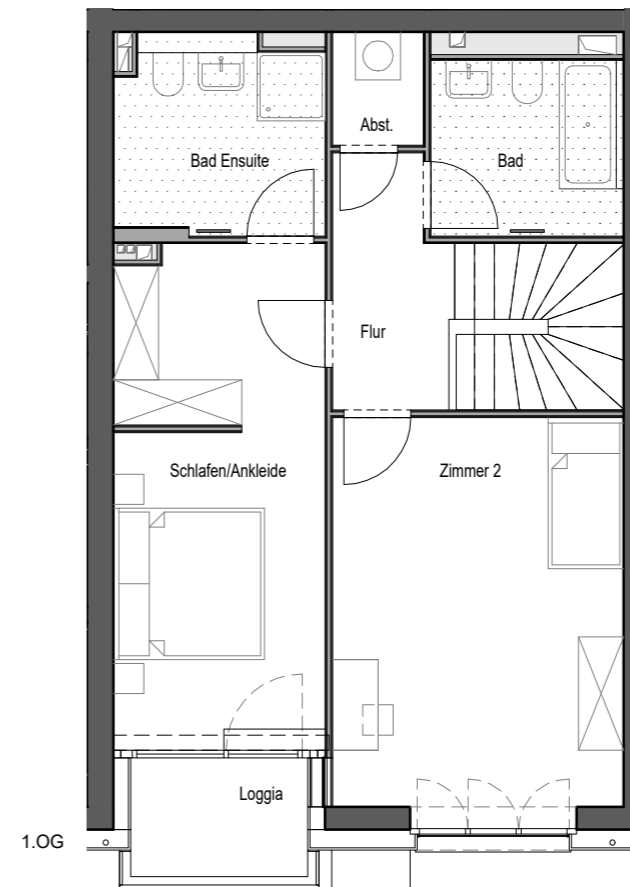 Abst.
Bad Ensuite
Bad
Flur
Schlafen/Ankleide
Zimmer 2
Loggia
1.OG